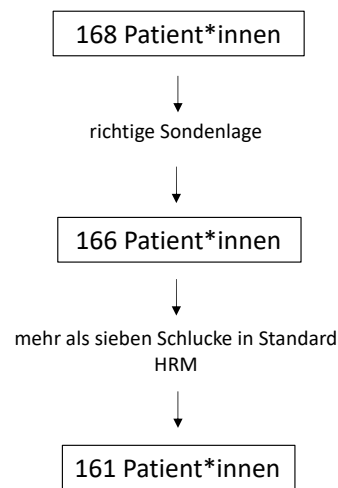 168 Patient*innen
richtige Sondenlage
166 Patient*innen
mehr als sieben Schlucke in Standard
HRM
161 Patient*innen